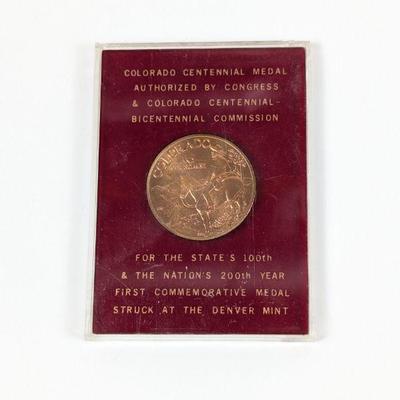 COLORADO CENTENNIAL MEDAL
AUTHORIZED BY CONGRESS
& COLORADO CENTENNIAL-
BICENTENNIAL COMMISSION
COLORADO
FOR THE STATE'S 100th
& THE NATION'S 200th YEAR
FIRST COMMEMORATIVE MEDAL
STRUCK AT THE DENVER MINT